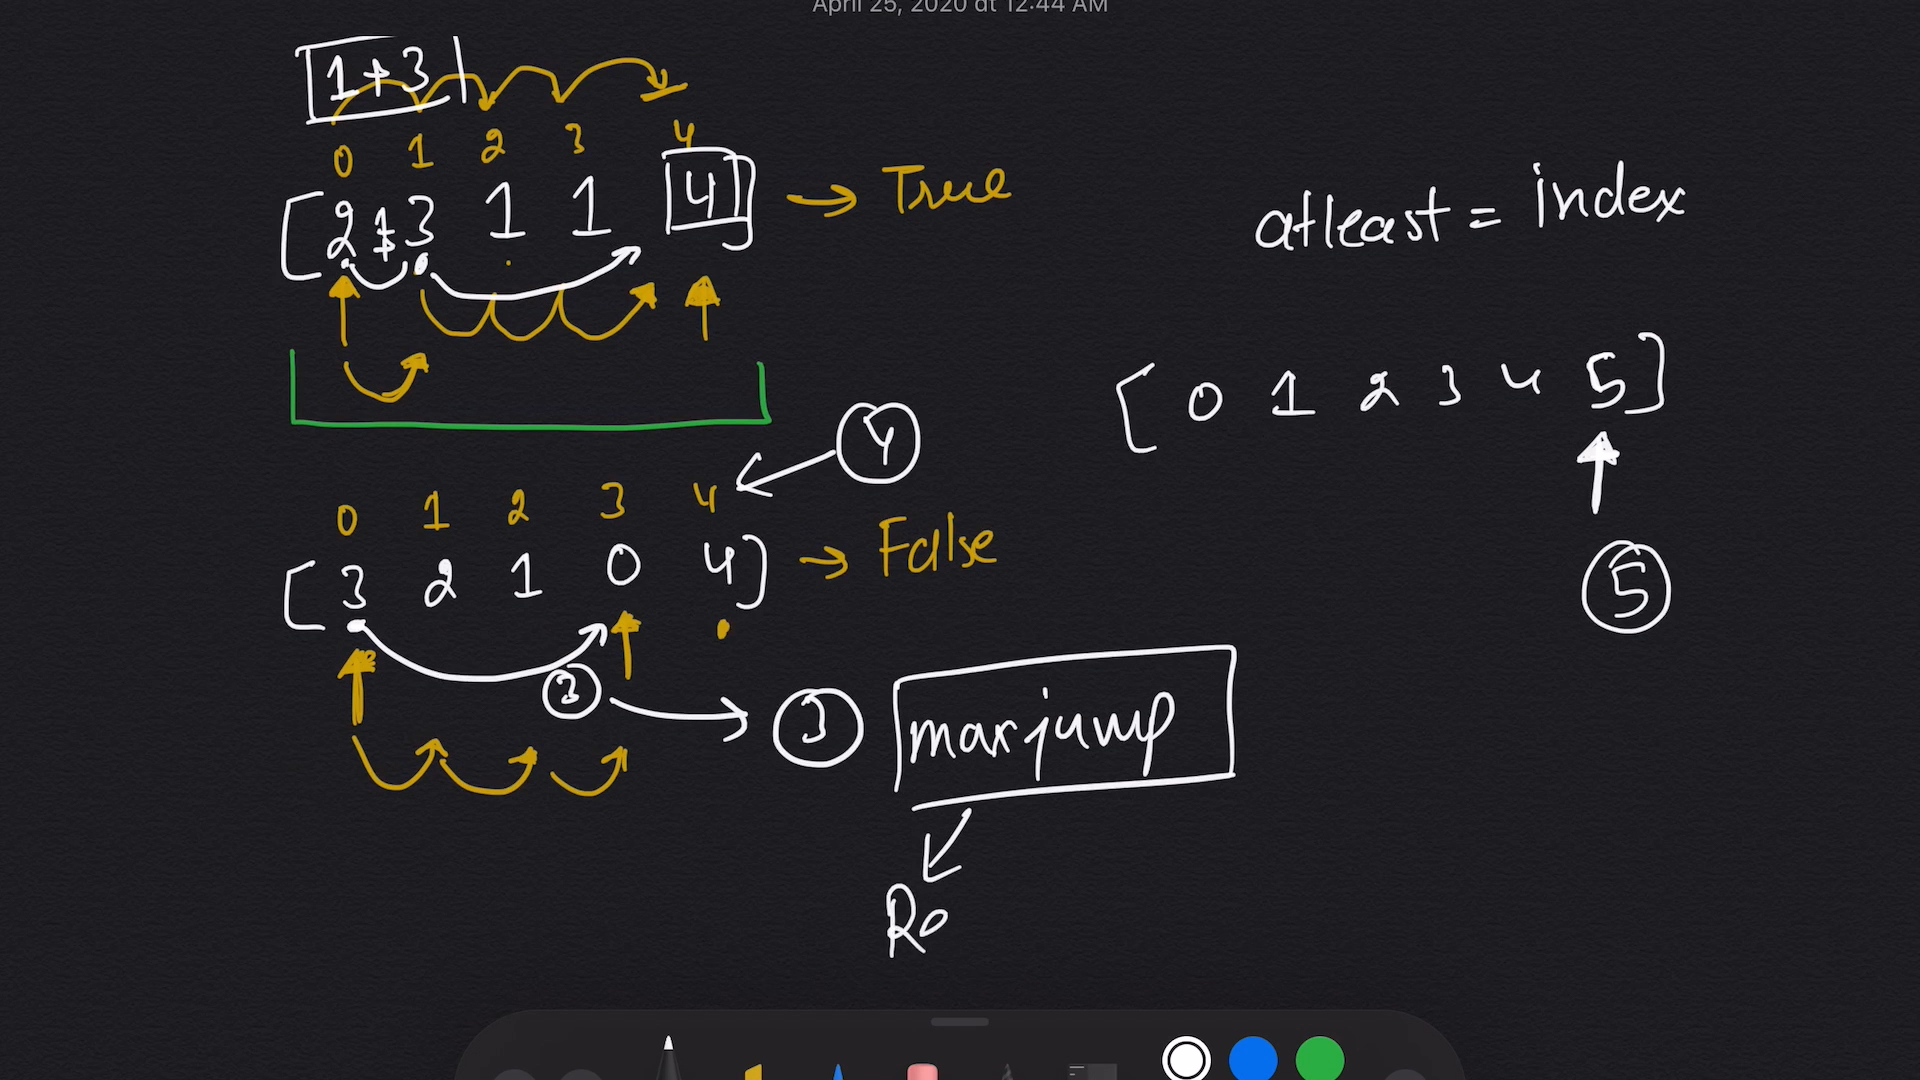 April 25, 2020 at 12:44 AM
1+3
0 1 2 3 4
[2 3 1 1 4] → True
atleast = index
[0 1 2 3 4 5]
4
0 1 2 3 4
[3 2 1 0 4] → False
5
3
3
maxjump
Re